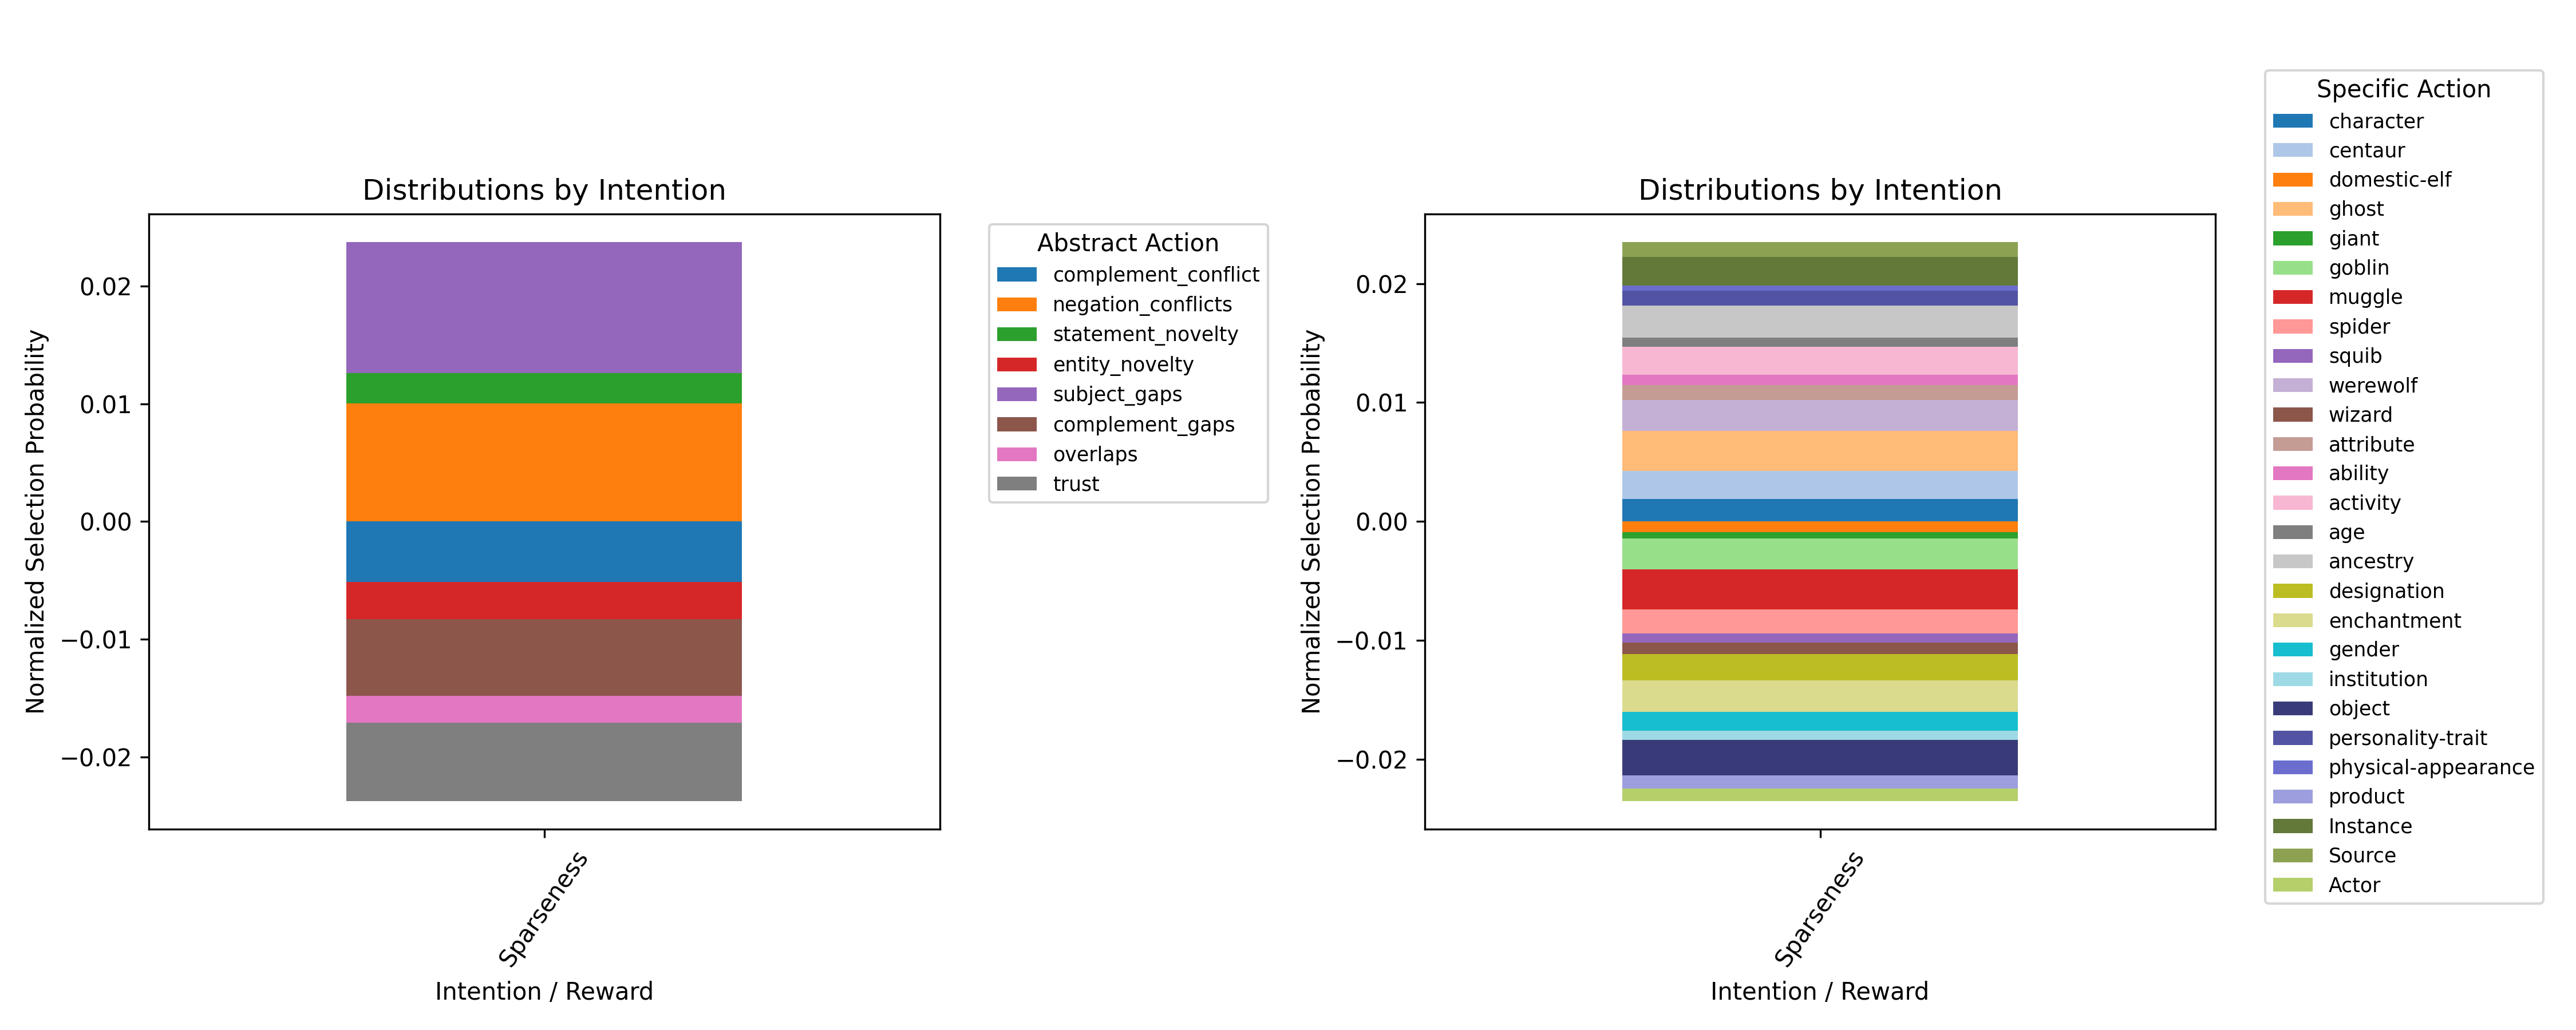 Distributions by Intention
Normalized Selection Probability
0.02
0.01
0.00
−0.01
−0.02
Sparseness
Intention / Reward
Abstract Action
complement_conflict
negation_conflicts
statement_novelty
entity_novelty
subject_gaps
complement_gaps
overlaps
trust
Distributions by Intention
Normalized Selection Probability
0.02
0.01
0.00
−0.01
−0.02
Sparseness
Intention / Reward
Specific Action
character
centaur
domestic-elf
ghost
giant
goblin
muggle
spider
squib
werewolf
wizard
attribute
ability
activity
age
ancestry
designation
enchantment
gender
institution
object
personality-trait
physical-appearance
product
Instance
Source
Actor